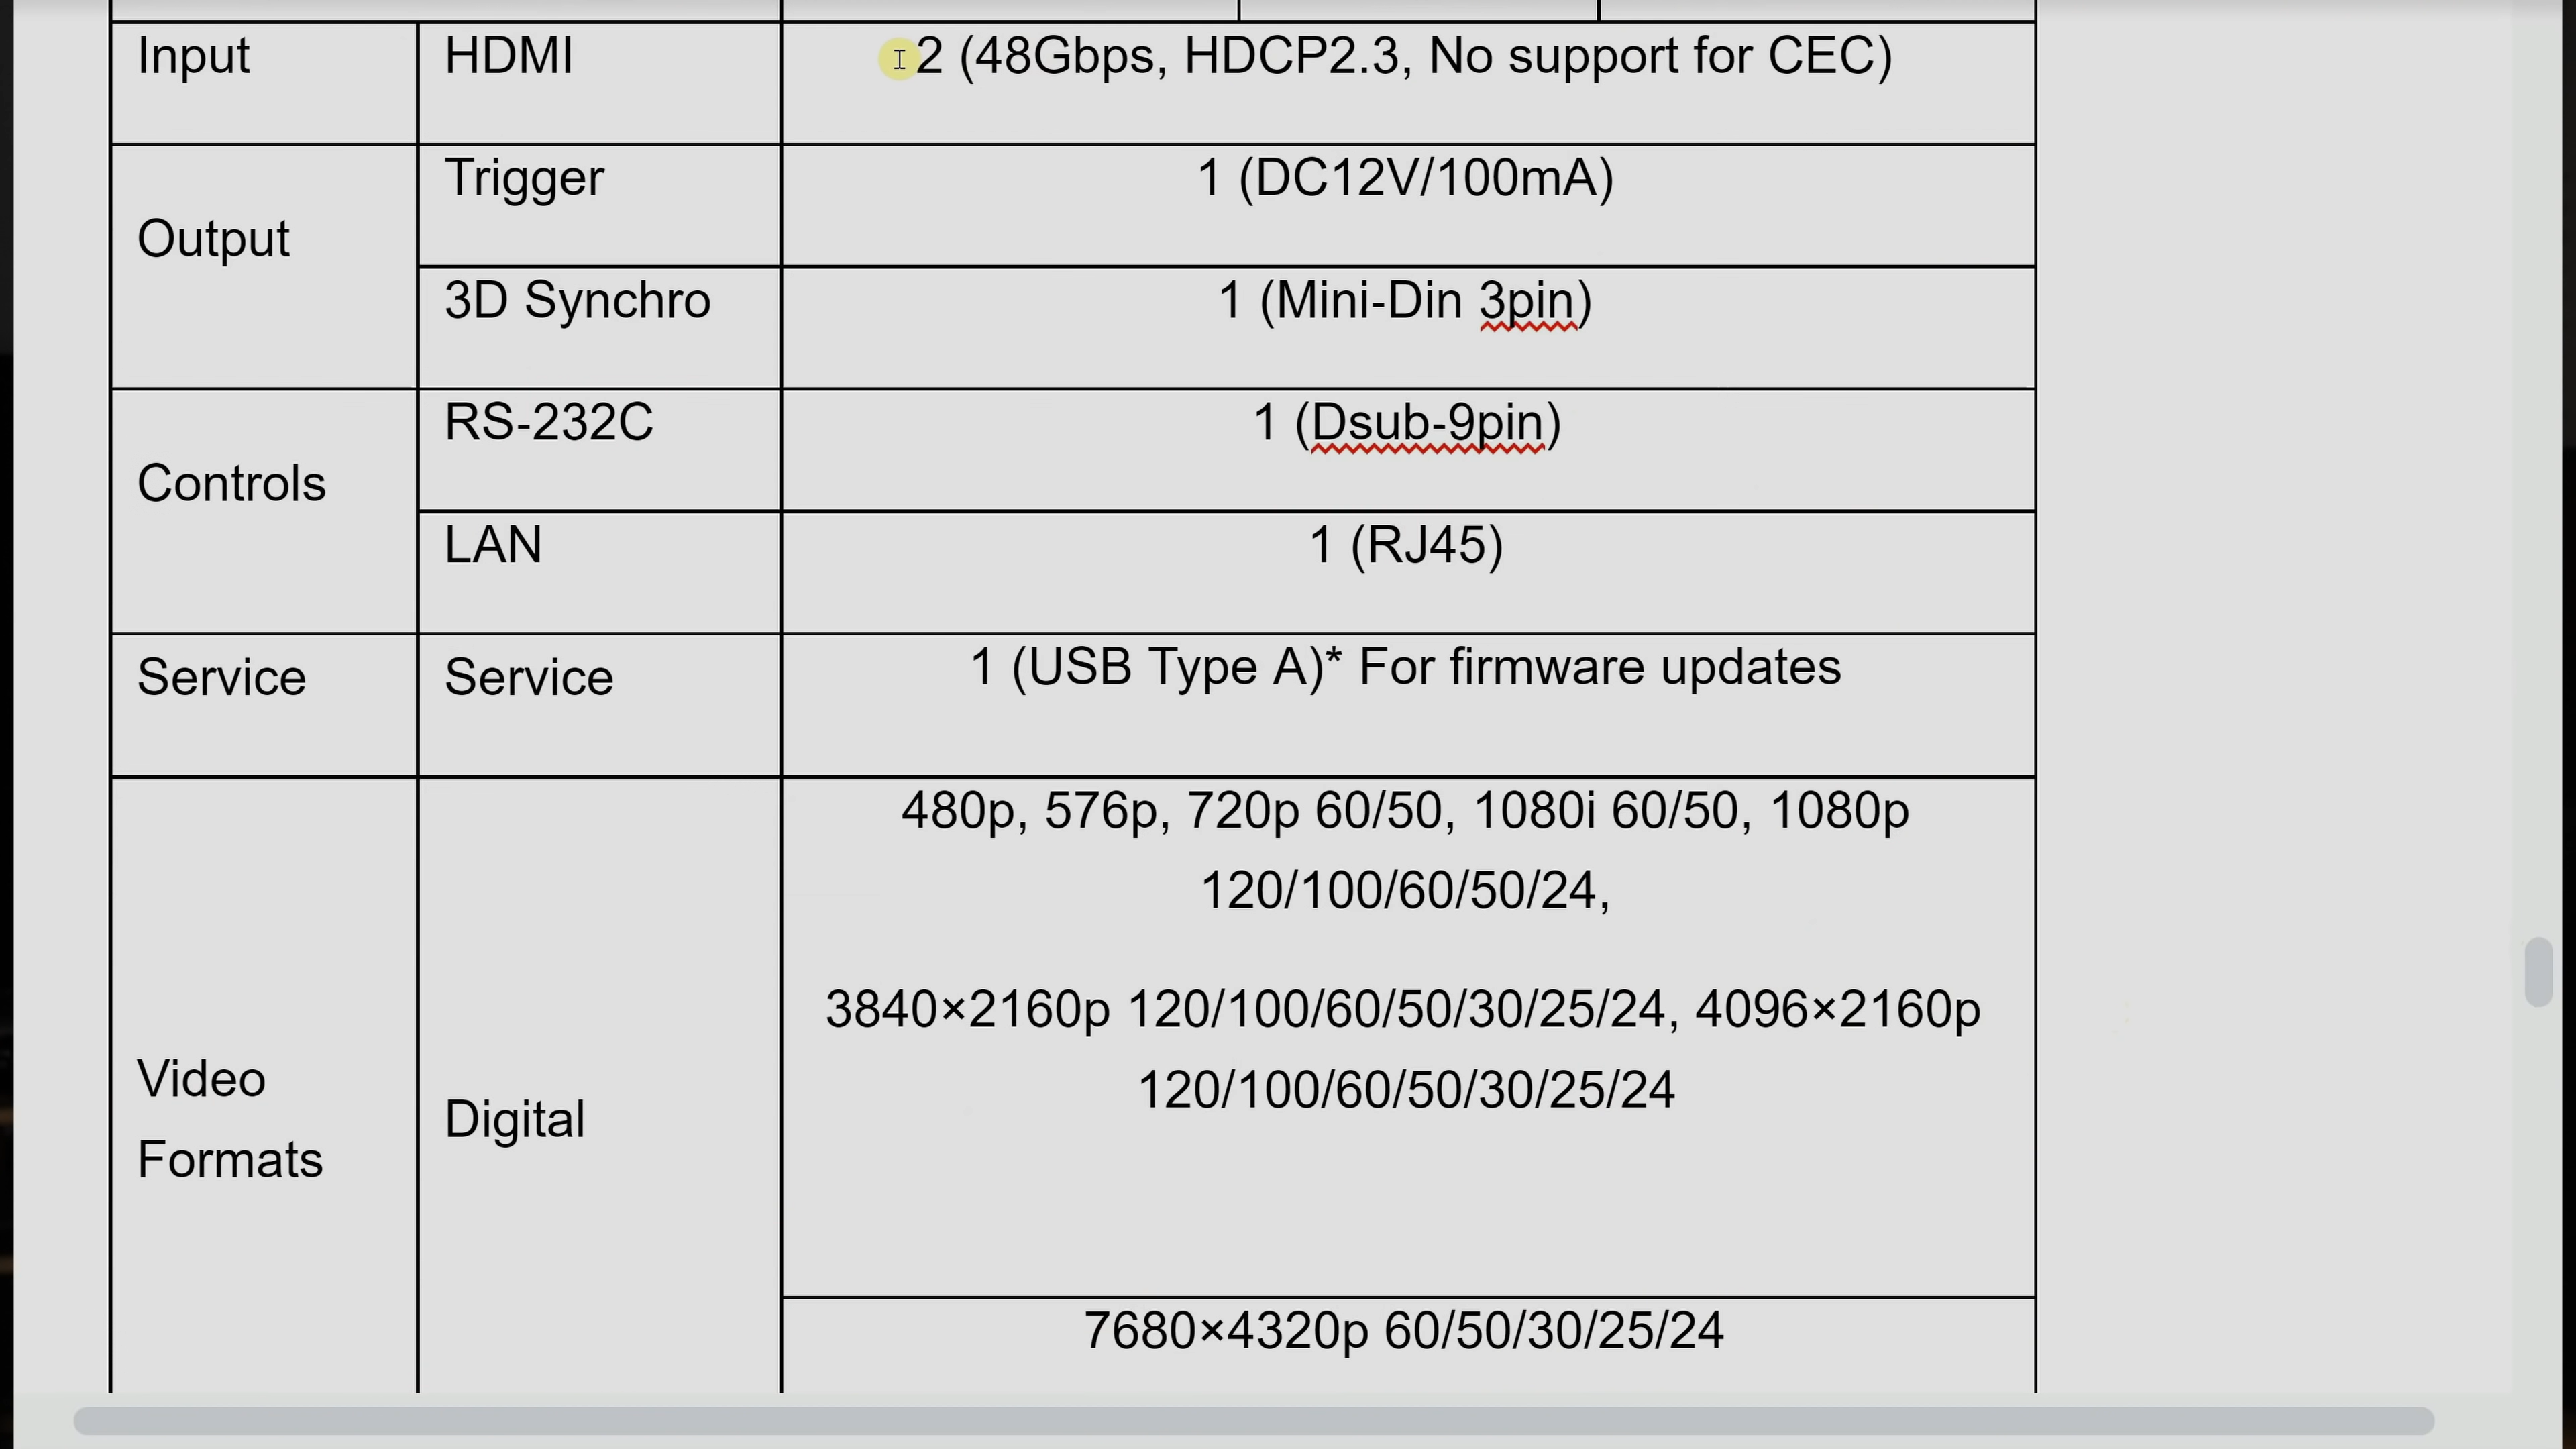 Input HDMI 2 (48Gbps, HDCP2.3, No support for CEC)
Output
Trigger 1 (DC12V/100mA)
3D Synchro 1 (Mini-Din 3pin)
Controls
RS-232C 1 (Dsub-9pin)
LAN 1 (RJ45)
Service Service 1 (USB Type A)* For firmware updates
Video
Formats
Digital
480p, 576p, 720p 60/50, 1080i 60/50, 1080p
120/100/60/50/24,
3840×2160p 120/100/60/50/30/25/24, 4096×2160p
120/100/60/50/30/25/24
7680×4320p 60/50/30/25/24